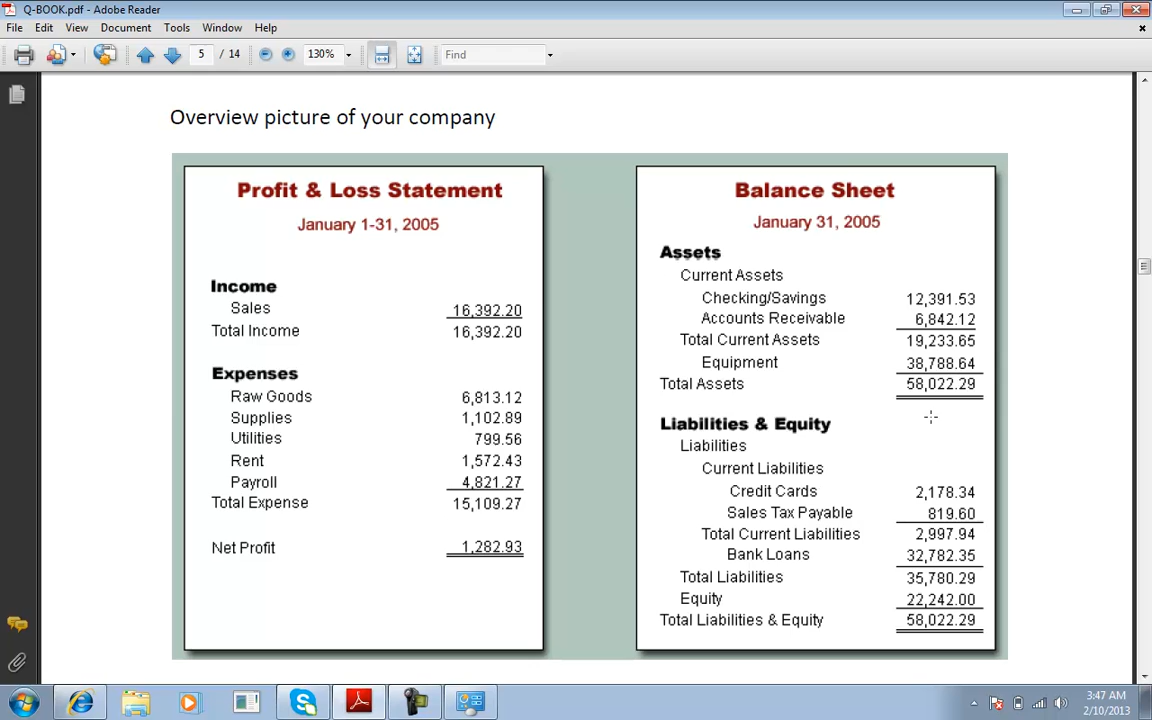 Q-BOOK.pdf - Adobe Reader
File Edit View Document Tools Window Help
5 / 14 130% Find
Overview picture of your company
Profit & Loss Statement
January 1-31, 2005
Income
Sales 16,392.20
Total Income 16,392.20
Expenses
Raw Goods 6,813.12
Supplies 1,102.89
Utilities 799.56
Rent 1,572.43
Payroll 4,821.27
Total Expense 15,109.27
Net Profit 1,282.93
Balance Sheet
January 31, 2005
Assets
Current Assets
Checking/Savings 12,391.53
Accounts Receivable 6,842.12
Total Current Assets 19,233.65
Equipment 38,788.64
Total Assets 58,022.29
Liabilities & Equity
Liabilities
Current Liabilities
Credit Cards 2,178.34
Sales Tax Payable 819.60
Total Current Liabilities 2,997.94
Bank Loans 32,782.35
Total Liabilities 35,780.29
Equity 22,242.00
Total Liabilities & Equity 58,022.29
3:47 AM
2/10/2013